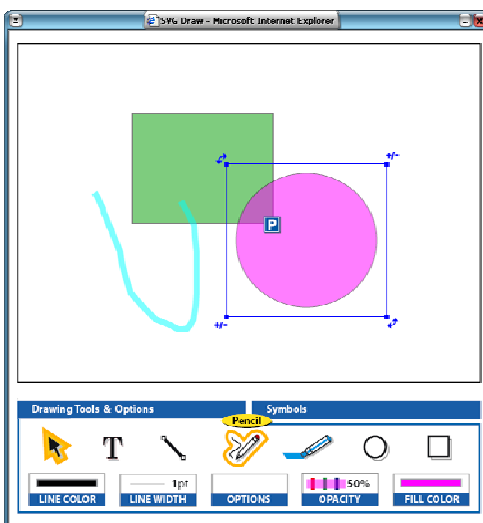 SVG Draw - Microsoft Internet Explorer
+/-
P
+/-
Drawing Tools & Options
Symbols
Pencil
T
1pt
50%
LINE COLOR
LINE WIDTH
OPTIONS
OPACITY
FILL COLOR